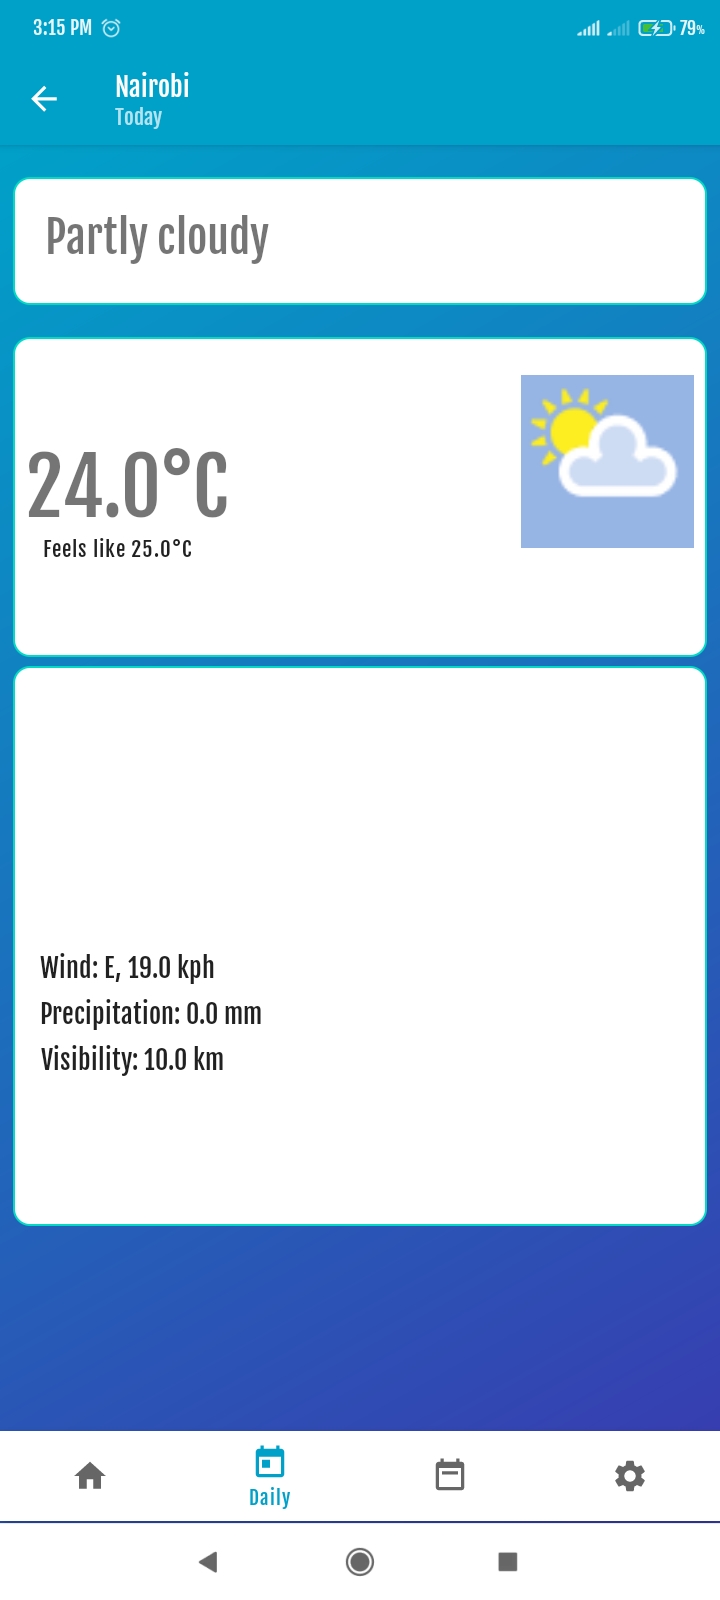 3:15 PM
79%
Nairobi
Today
Partly cloudy
24.0°C
Feels like 25.0°C
Wind: E, 19.0 kph
Precipitation: 0.0 mm
Visibility: 10.0 km
Daily